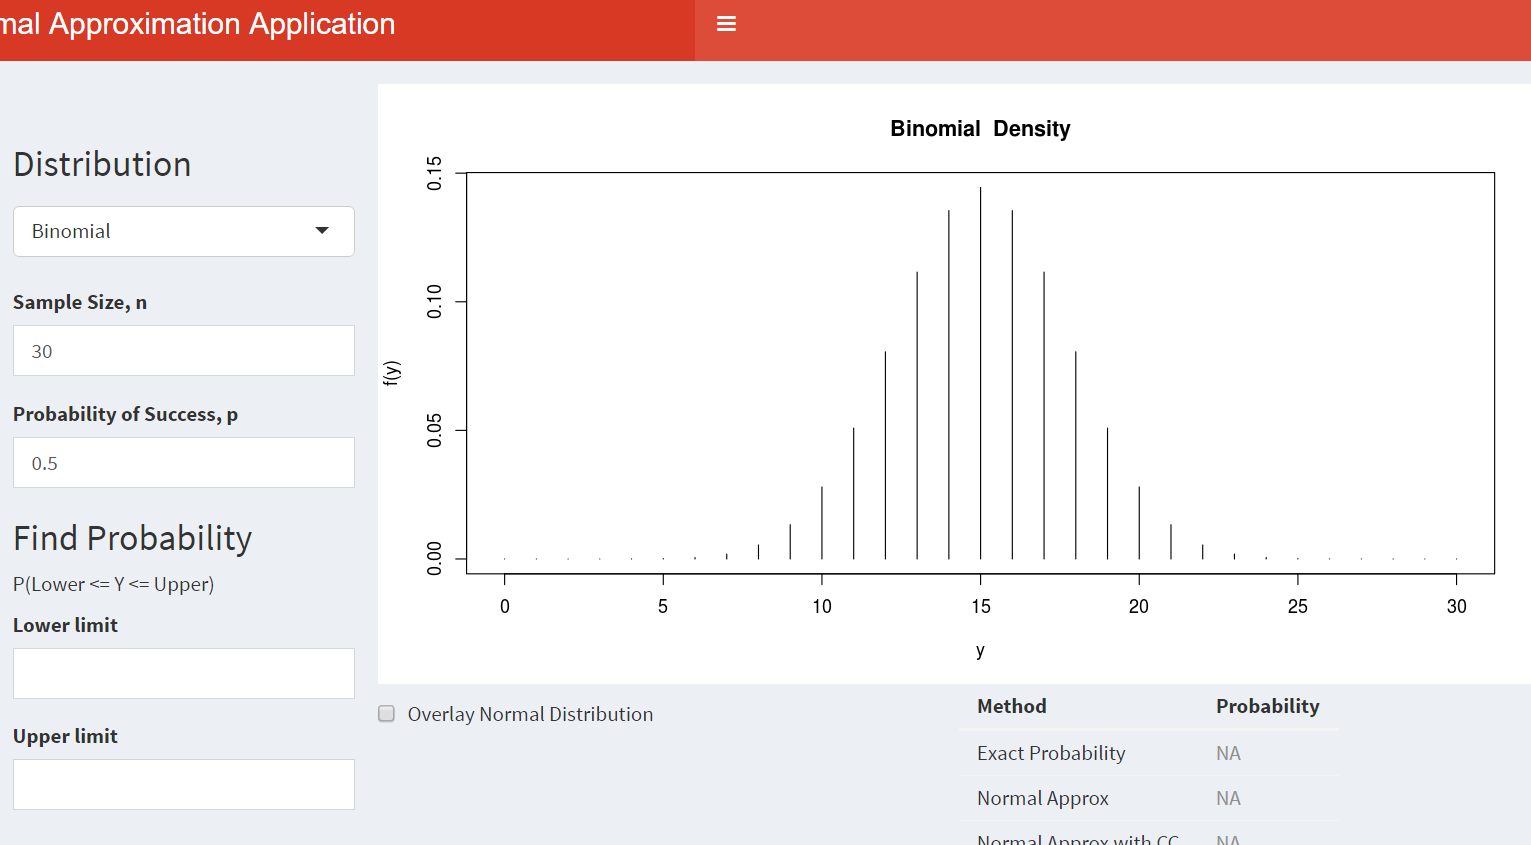 mal Approximation Application
Distribution
Binomial
Sample Size, n
30
Probability of Success, p
0.5
Find Probability
P(Lower <= Y <= Upper)
Lower limit
Upper limit
Binomial Density
0.15
0.10
0.05
0.00
f(y)
0 5 10 15 20 25 30
y
Overlay Normal Distribution
Method Probability
Exact Probability NA
Normal Approx NA
Normal Approx with CC NA